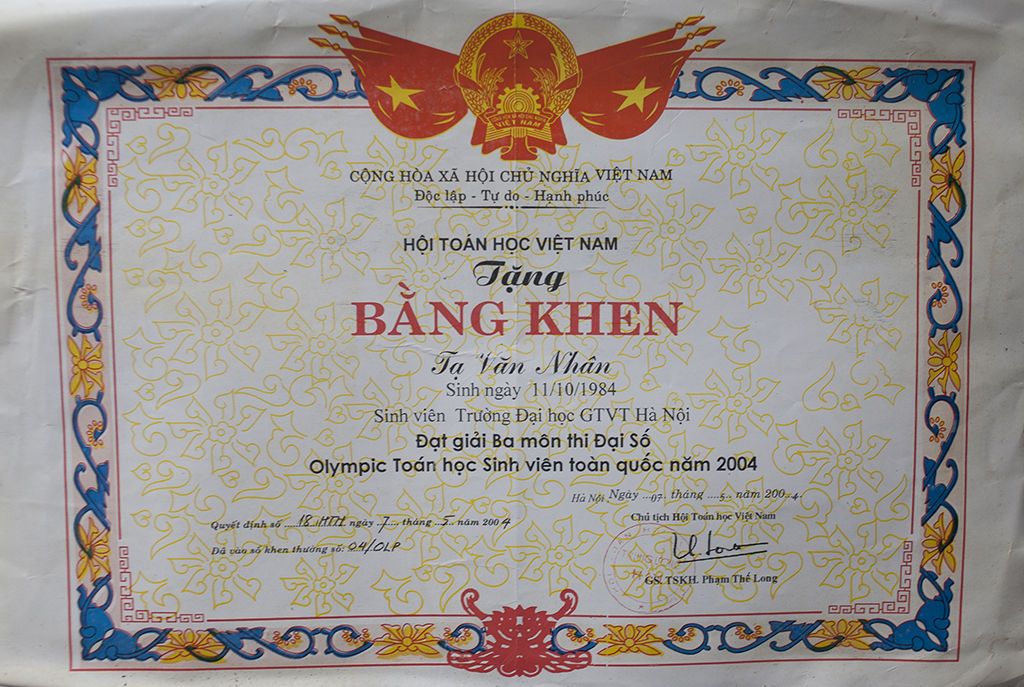 VIỆT NAM
CỘNG HÒA XÃ HỘI CHỦ NGHĨA VIỆT NAM
Độc lập - Tự do - Hạnh phúc
HỘI TOÁN HỌC VIỆT NAM
Tặng
BẰNG KHEN
Tạ Văn Nhân
Sinh ngày 11/10/1984
Sinh viên Trường Đại học GTVT Hà Nội
Đạt giải Ba môn thi Đại Số
Olympic Toán học Sinh viên toàn quốc năm 2004
Hà Nội Ngày ...07. tháng ....5.. năm 2004.
Quyết định số ....18 HTH ngày .7.... tháng ..5.. năm 2004
Chủ tịch Hội Toán học Việt Nam
Đã vào sổ khen thưởng số: 04/OLP
GS. TSKH. Phạm Thế Long